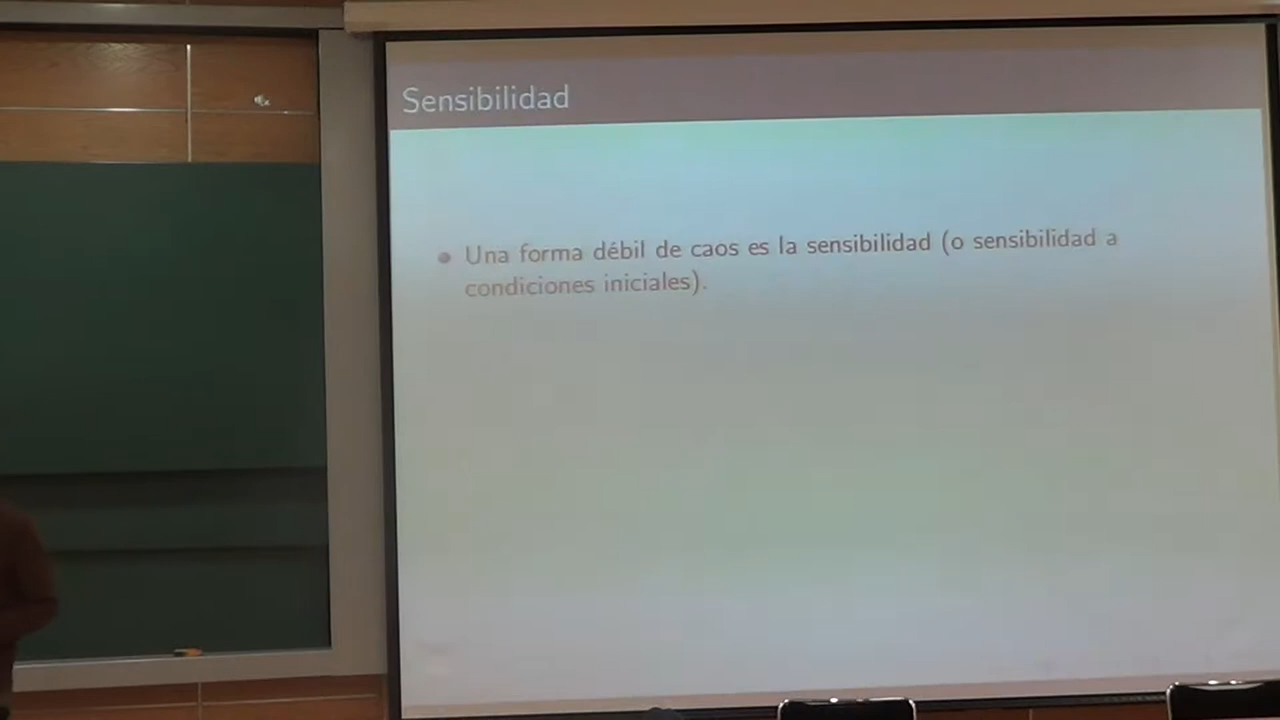 Sensibilidad
Una forma débil de caos es la sensibilidad (o sensibilidad a
condiciones iniciales).